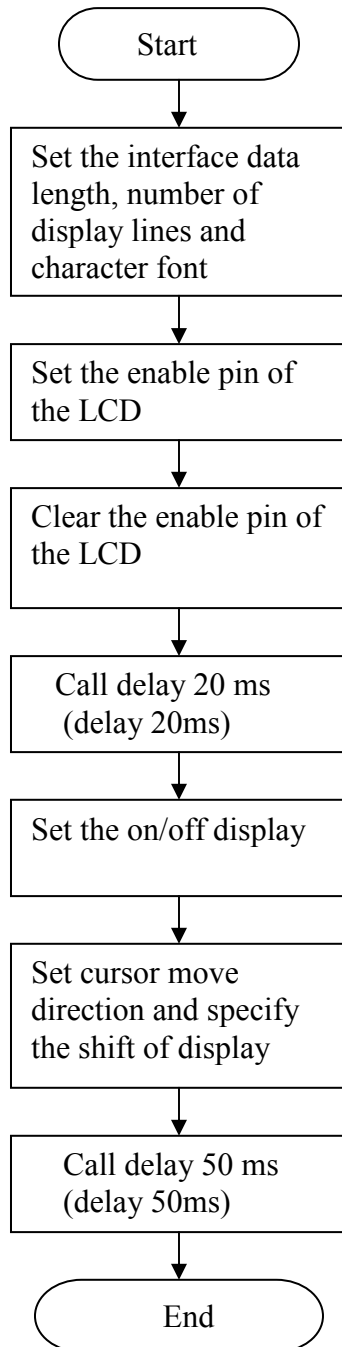 Start
Set the interface data
length, number of
display lines and
character font
Set the enable pin of
the LCD
Clear the enable pin of
the LCD
Call delay 20 ms
(delay 20ms)
Set the on/off display
Set cursor move
direction and specify
the shift of display
Call delay 50 ms
(delay 50ms)
End